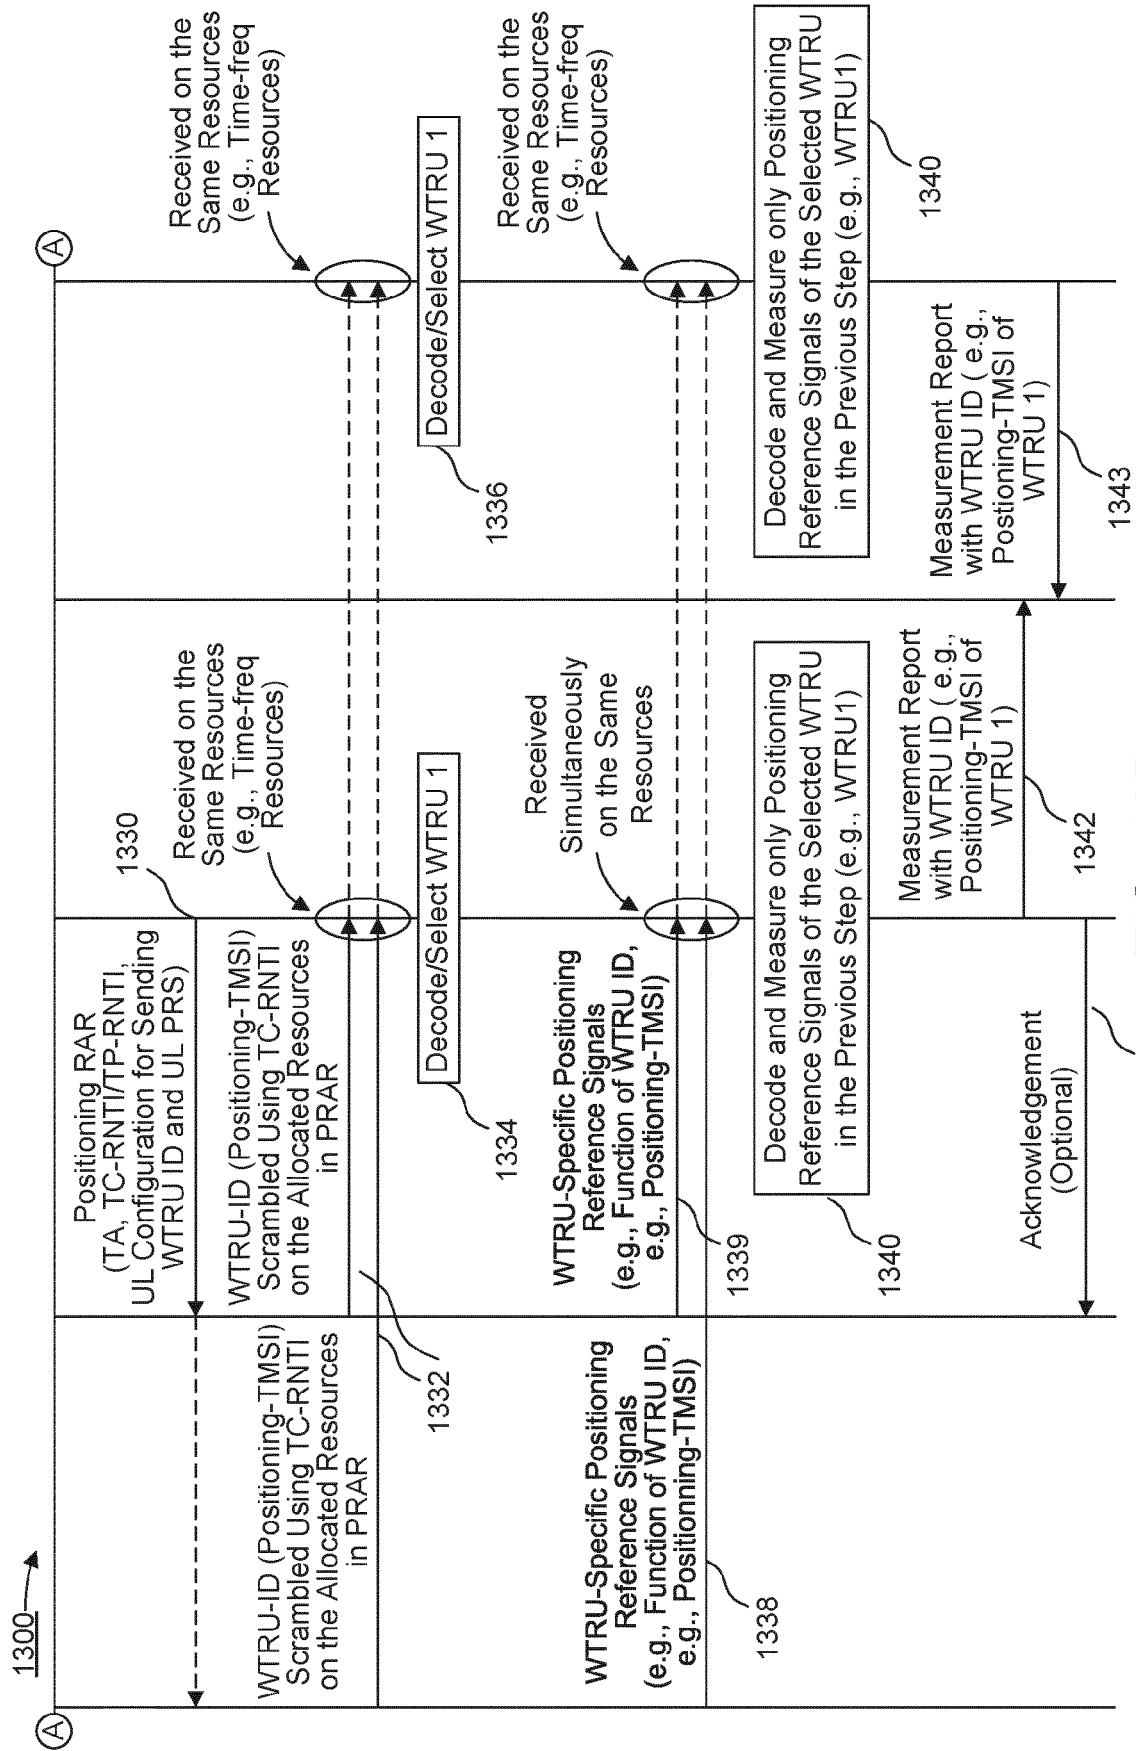 1300
A
A
Positioning RAR
(TA, TC-RNTI/TP-RNTI,
UL Configuration for Sending
WTRU ID and UL PRS)
1330
WTRU-ID (Positioning-TMSI)
Scrambled Using TC-RNTI
on the Allocated Resources
in PRAR
WTRU-ID (Positioning-TMSI)
Scrambled Using TC-RNTI
on the Allocated Resources
in PRAR
1332
Received on the
Same Resources
(e.g., Time-freq
Resources)
Received on the
Same Resources
(e.g., Time-freq
Resources)
Decode/Select WTRU 1
1334
Decode/Select WTRU 1
1336
WTRU-Specific Positioning
Reference Signals
(e.g., Function of WTRU ID,
e.g., Positionning-TMSI)
1338
WTRU-Specific Positioning
Reference Signals
(e.g., Function of WTRU ID,
e.g., Positioning-TMSI)
1339
Received
Simultaneously
on the Same
Resources
Received on the
Same Resources
(e.g., Time-freq
Resources)
Decode and Measure only Positioning
Reference Signals of the Selected WTRU
in the Previous Step (e.g., WTRU1)
1340
Decode and Measure only Positioning
Reference Signals of the Selected WTRU
in the Previous Step (e.g., WTRU1)
1340
Measurement Report
with WTRU ID ( e.g.,
Positioning-TMSI of
WTRU 1)
1342
Measurement Report
with WTRU ID ( e.g.,
Postioning-TMSI of
WTRU 1)
1343
Acknowledgement
(Optional)